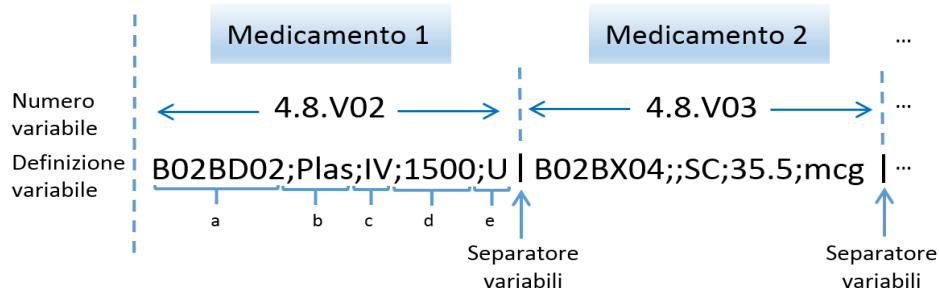 Medicamento 1 Medicamento 2 ...
Numero
variabile
4.8.V02 4.8.V03 ...
Definizione
variabile
B02BD02;Plas;IV;1500;U | B02BX04;;SC;35.5;mcg | ...
a b c d e
Separatore
variabili
Separatore
variabili